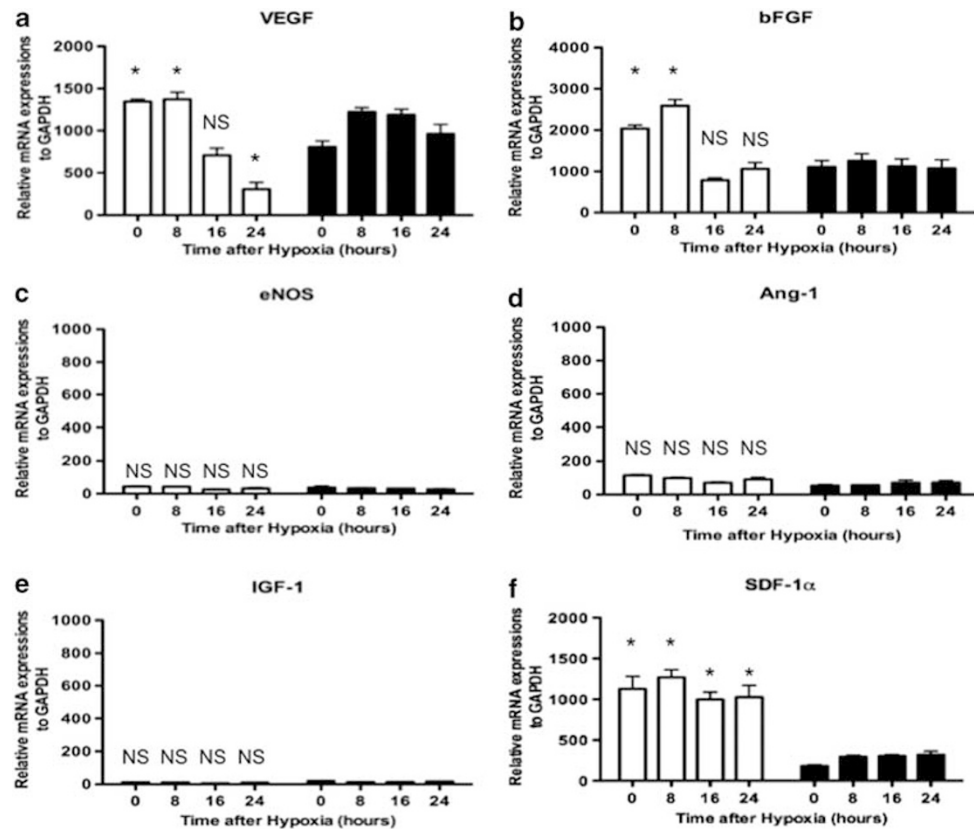 a
VEGF
Relative mRNA expressions
to GAPDH
2000
1500
1000
500
0
*
*
NS
*
0 8 16 24 0 8 16 24
Time after Hypoxia (hours)
b
bFGF
Relative mRNA expressions
to GAPDH
4000
3000
2000
1000
0
*
*
NS
NS
0 8 16 24 0 8 16 24
Time after Hypoxia (hours)
c
eNOS
Relative mRNA expressions
to GAPDH
1000
800
600
400
200
0
NS NS NS NS
0 8 16 24 0 8 16 24
Time after Hypoxia (hours)
d
Ang-1
Relative mRNA expressions
to GAPDH
1000
800
600
400
200
0
NS NS NS NS
0 8 16 24 0 8 16 24
Time after Hypoxia (hours)
e
IGF-1
Relative mRNA expressions
to GAPDH
1000
800
600
400
200
0
NS NS NS NS
0 8 16 24 0 8 16 24
Time after Hypoxia (hours)
f
SDF-1α
Relative mRNA expressions
to GAPDH
2000
1500
1000
500
0
*
*
*
*
0 8 16 24 0 8 16 24
Time after Hypoxia (hours)